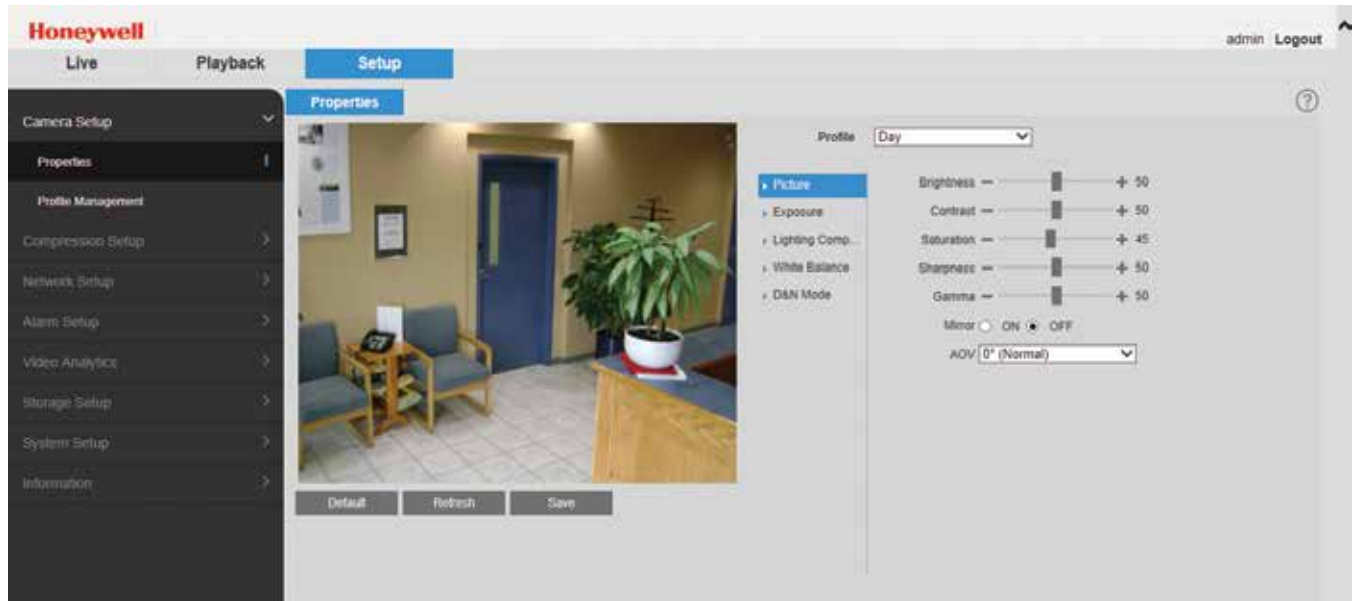 Honeywell
admin Logout
Live Playback Setup
Properties
Camera Setup
Properties
Profile Management
Compression Setup
Network Setup
Alarm Setup
Video Analytics
Storage Setup
System Setup
Information
Profile Day
Picture
Exposure
Lighting Comp...
White Balance
D&N Mode
Brightness 50
Contrast 50
Saturation 45
Sharpness 50
Gamma 50
Mirror ON OFF
AOV 0° (Normal)
Default Refresh Save